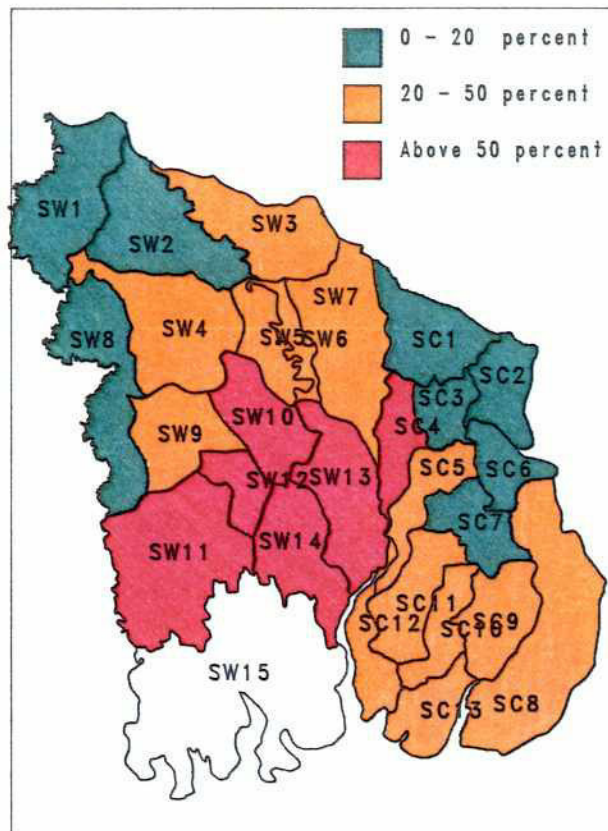 0 - 20 percent
20 - 50 percent
Above 50 percent
SW1
SW2
SW3
SW7
SW4
SW5
SW6
SW8
SC1
SC2
SC3
SC4
SW10
SW9
SC5
SC6
SW12
SW13
SC7
SW11
SW14
SC11
SC12
SC10
SC9
SW15
SC13
SC8